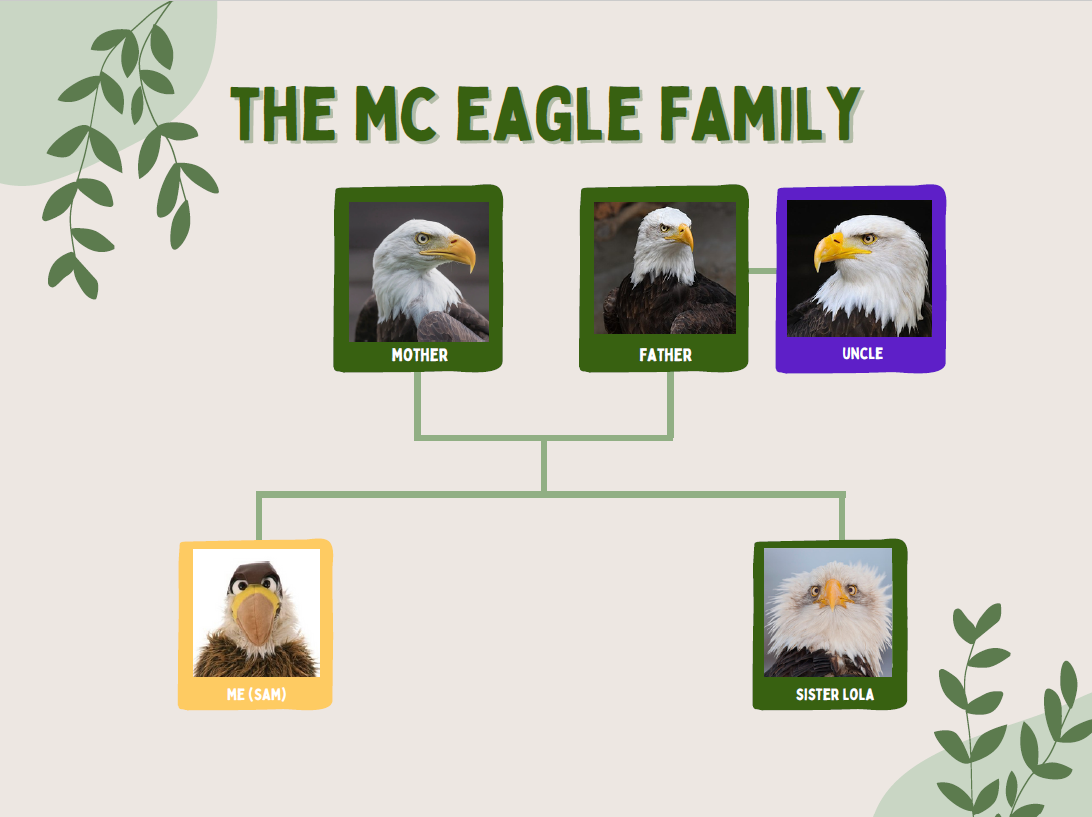 THE MC EAGLE FAMILY
MOTHER
FATHER
UNCLE
ME (SAM)
SISTER LOLA